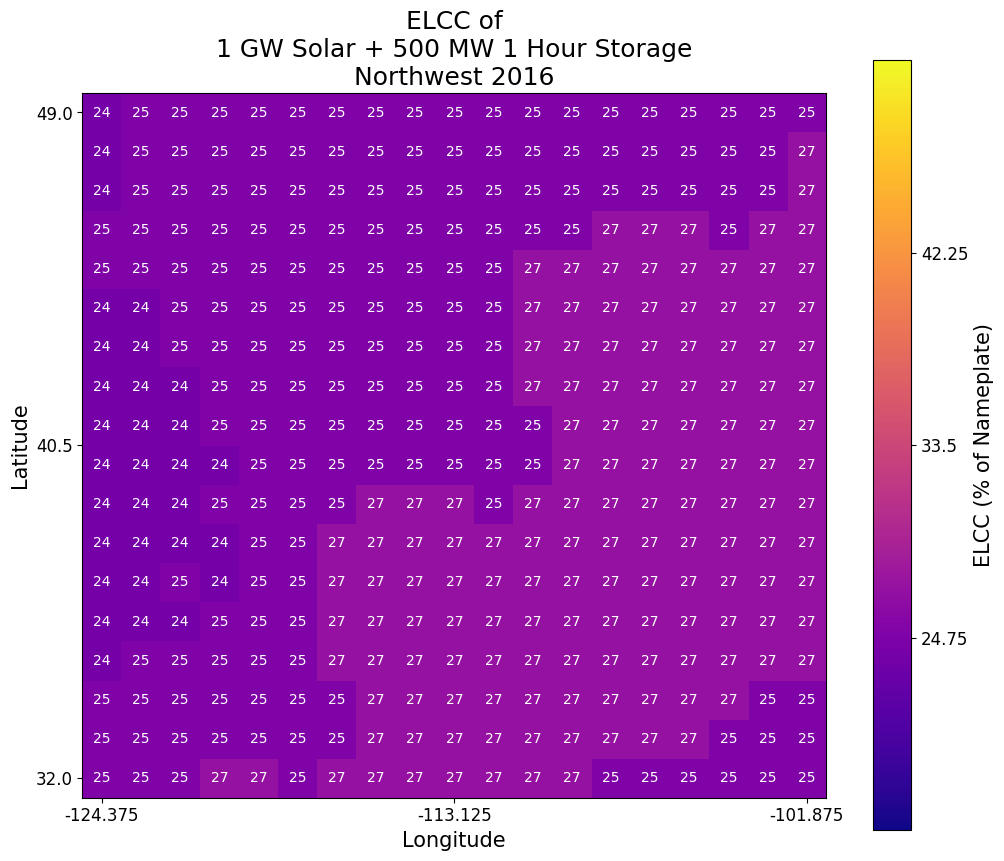 ELCC of
1 GW Solar + 500 MW 1 Hour Storage
Northwest 2016
49.0
24 25 25 25 25 25 25 25 25 25 25 25 25 25 25 25 25 25 25
24 25 25 25 25 25 25 25 25 25 25 25 25 25 25 25 25 25 27
24 25 25 25 25 25 25 25 25 25 25 25 25 25 25 25 25 25 27
25 25 25 25 25 25 25 25 25 25 25 25 25 27 27 27 25 27 27
25 25 25 25 25 25 25 25 25 25 25 27 27 27 27 27 27 27 27
24 24 25 25 25 25 25 25 25 25 25 27 27 27 27 27 27 27 27
24 24 25 25 25 25 25 25 25 25 25 27 27 27 27 27 27 27 27
24 24 24 25 25 25 25 25 25 25 25 27 27 27 27 27 27 27 27
24 24 24 25 25 25 25 25 25 25 25 25 27 27 27 27 27 27 27
40.5
24 24 24 24 25 25 25 25 25 25 25 25 27 27 27 27 27 27 27
24 24 24 25 25 25 25 27 27 27 25 27 27 27 27 27 27 27 27
24 24 24 24 25 25 27 27 27 27 27 27 27 27 27 27 27 27 27
24 24 25 24 25 25 27 27 27 27 27 27 27 27 27 27 27 27 27
24 24 24 25 25 25 27 27 27 27 27 27 27 27 27 27 27 27 27
24 25 25 25 25 25 27 27 27 27 27 27 27 27 27 27 27 27 27
25 25 25 25 25 25 25 27 27 27 27 27 27 27 27 27 27 25 25
25 25 25 25 25 25 25 27 27 27 27 27 27 27 27 27 25 25 25
32.0
25 25 25 27 27 25 27 27 27 27 27 27 27 25 25 25 25 25 25
-124.375
-113.125
-101.875
Longitude
Latitude
42.25
33.5
24.75
ELCC (% of Nameplate)